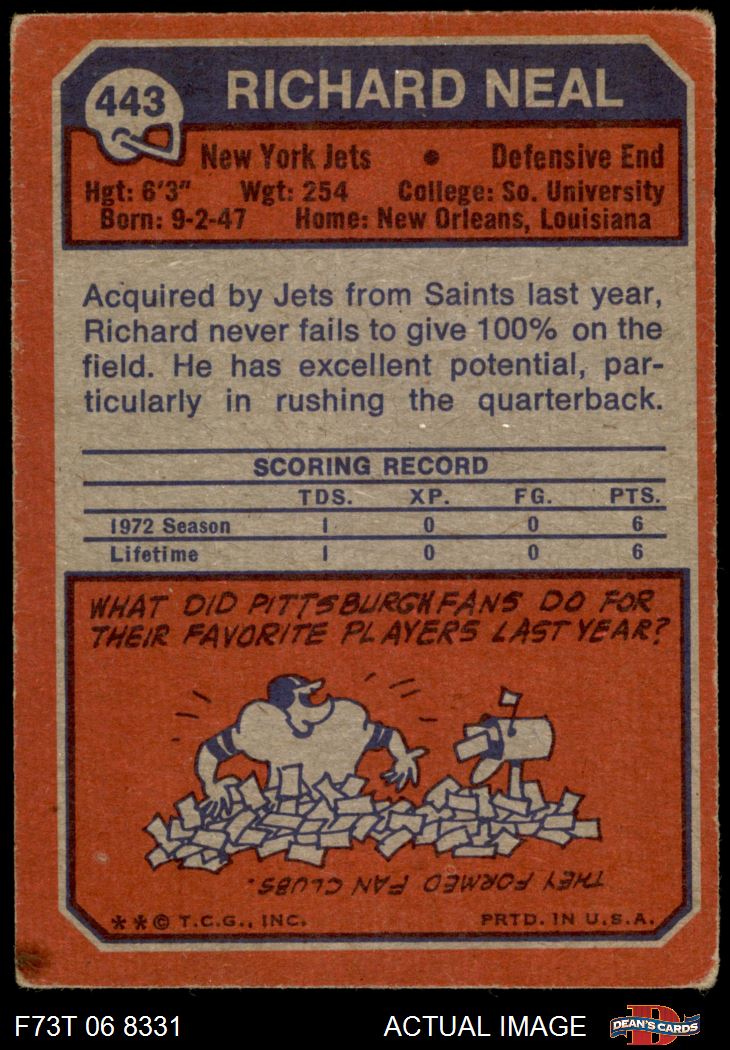 443
RICHARD NEAL
New York Jets • Defensive End
Hgt: 6'3" Wgt: 254 College: So. University
Born: 9-2-47 Home: New Orleans, Louisiana
Acquired by Jets from Saints last year,
Richard never fails to give 100% on the
field. He has excellent potential, par-
ticularly in rushing the quarterback.
SCORING RECORD
TDS. XP. FG. PTS.
1972 Season 1 0 0 6
Lifetime 1 0 0 6
WHAT DID PITTSBURGH FANS DO FOR
THEIR FAVORITE PLAYERS LAST YEAR?
THEY FORMED FAN CLUBS.
**© T.C.G., INC. PRTD. IN U.S.A.
F73T 06 8331 ACTUAL IMAGE DEAN'S CARDS